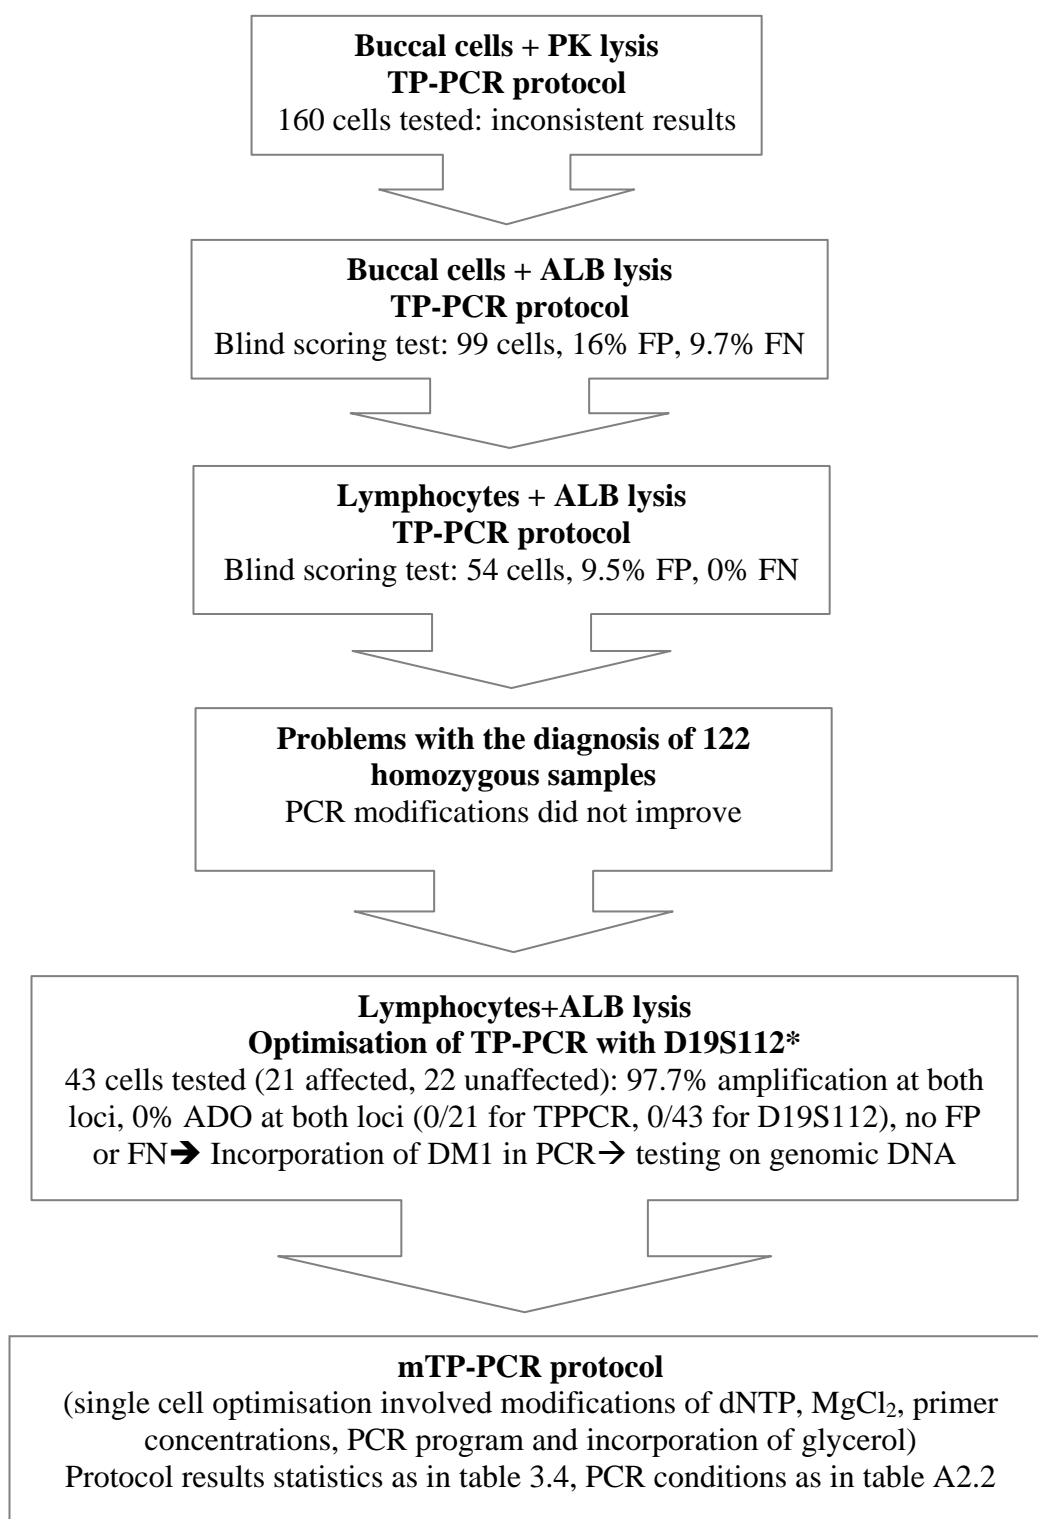 Buccal cells + PK lysis
TP-PCR protocol
160 cells tested: inconsistent results
Buccal cells + ALB lysis
TP-PCR protocol
Blind scoring test: 99 cells, 16% FP, 9.7% FN
Lymphocytes + ALB lysis
TP-PCR protocol
Blind scoring test: 54 cells, 9.5% FP, 0% FN
Problems with the diagnosis of 122
homozygous samples
PCR modifications did not improve
Lymphocytes+ALB lysis
Optimisation of TP-PCR with D19S112*
43 cells tested (21 affected, 22 unaffected): 97.7% amplification at both
loci, 0% ADO at both loci (0/21 for TPPCR, 0/43 for D19S112), no FP
or FN➔ Incorporation of DM1 in PCR→ testing on genomic DNA
mTP-PCR protocol
(single cell optimisation involved modifications of dNTP, MgCl₂, primer
concentrations, PCR program and incorporation of glycerol)
Protocol results statistics as in table 3.4, PCR conditions as in table A2.2